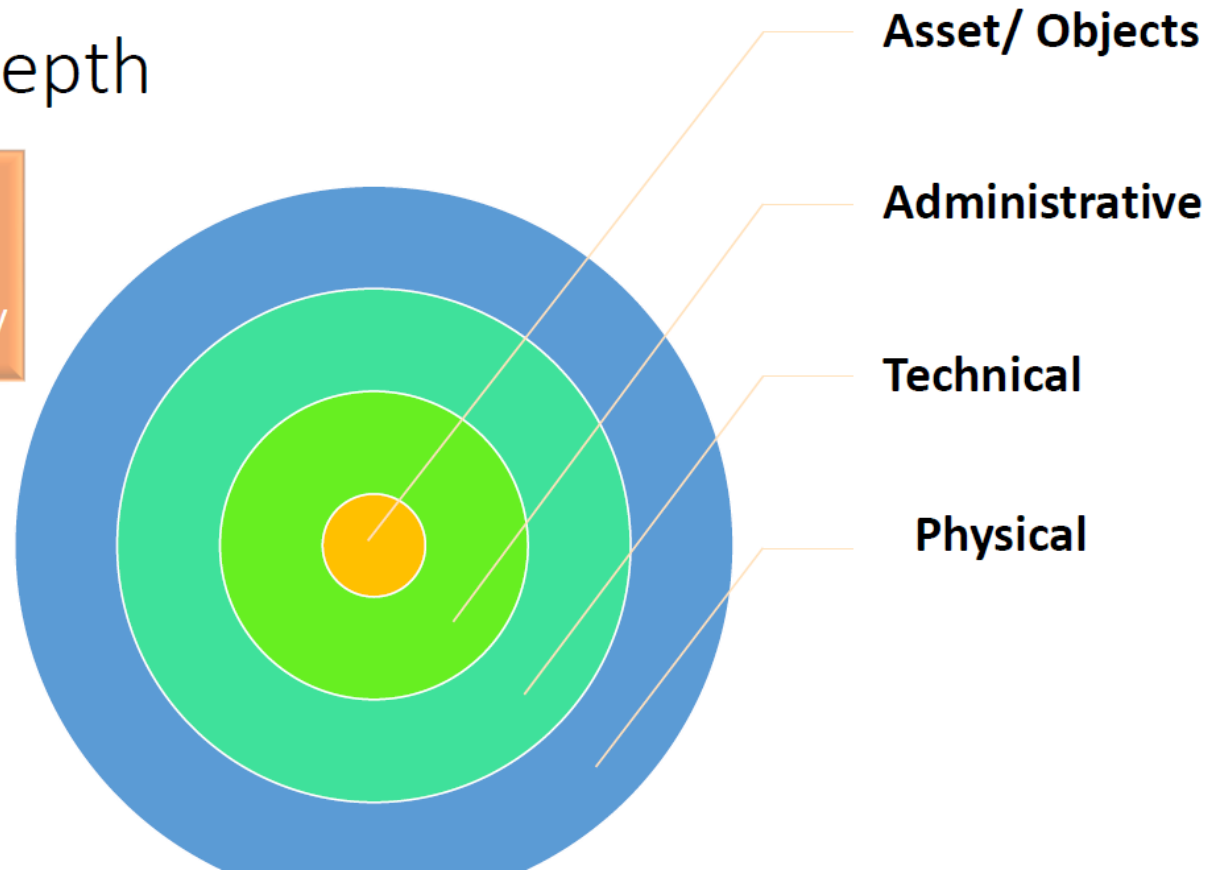 epth
Asset/ Objects
Administrative
Technical
Physical